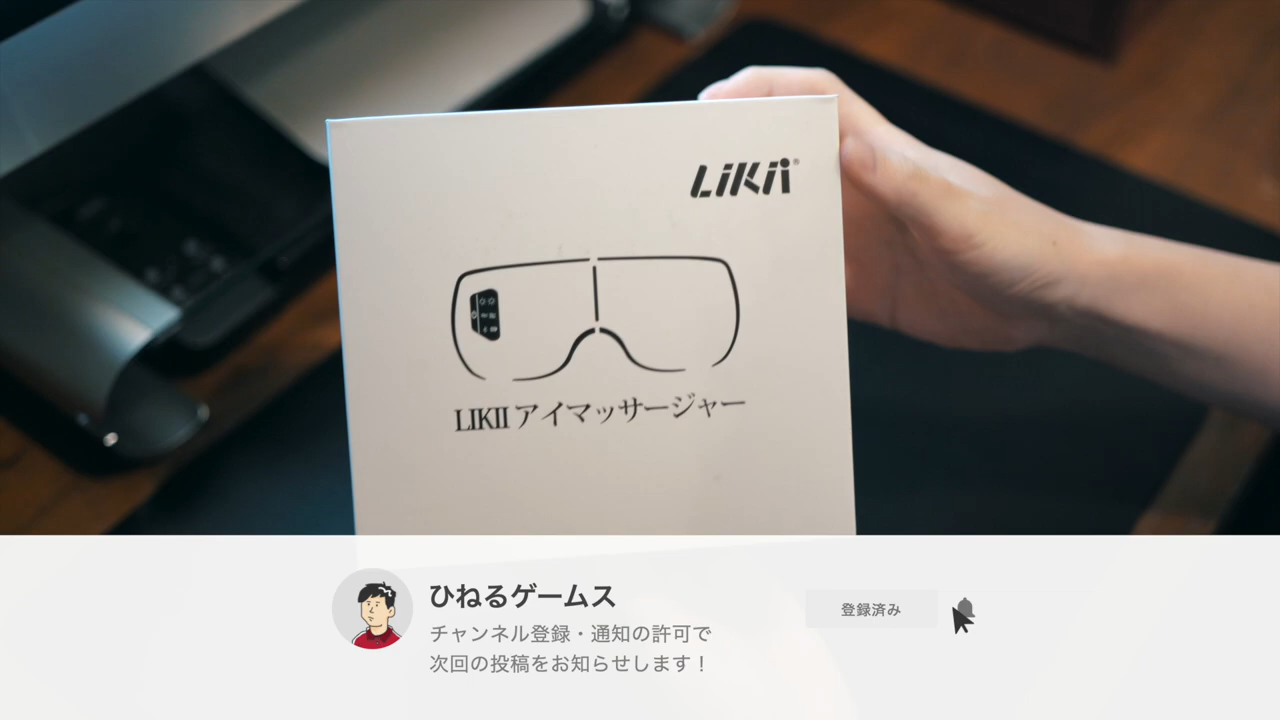 LiKii®
LIKII アイマッサージャー
ひねるゲームス
チャンネル登録・通知の許可で
登録済み
次回の投稿をお知らせします！